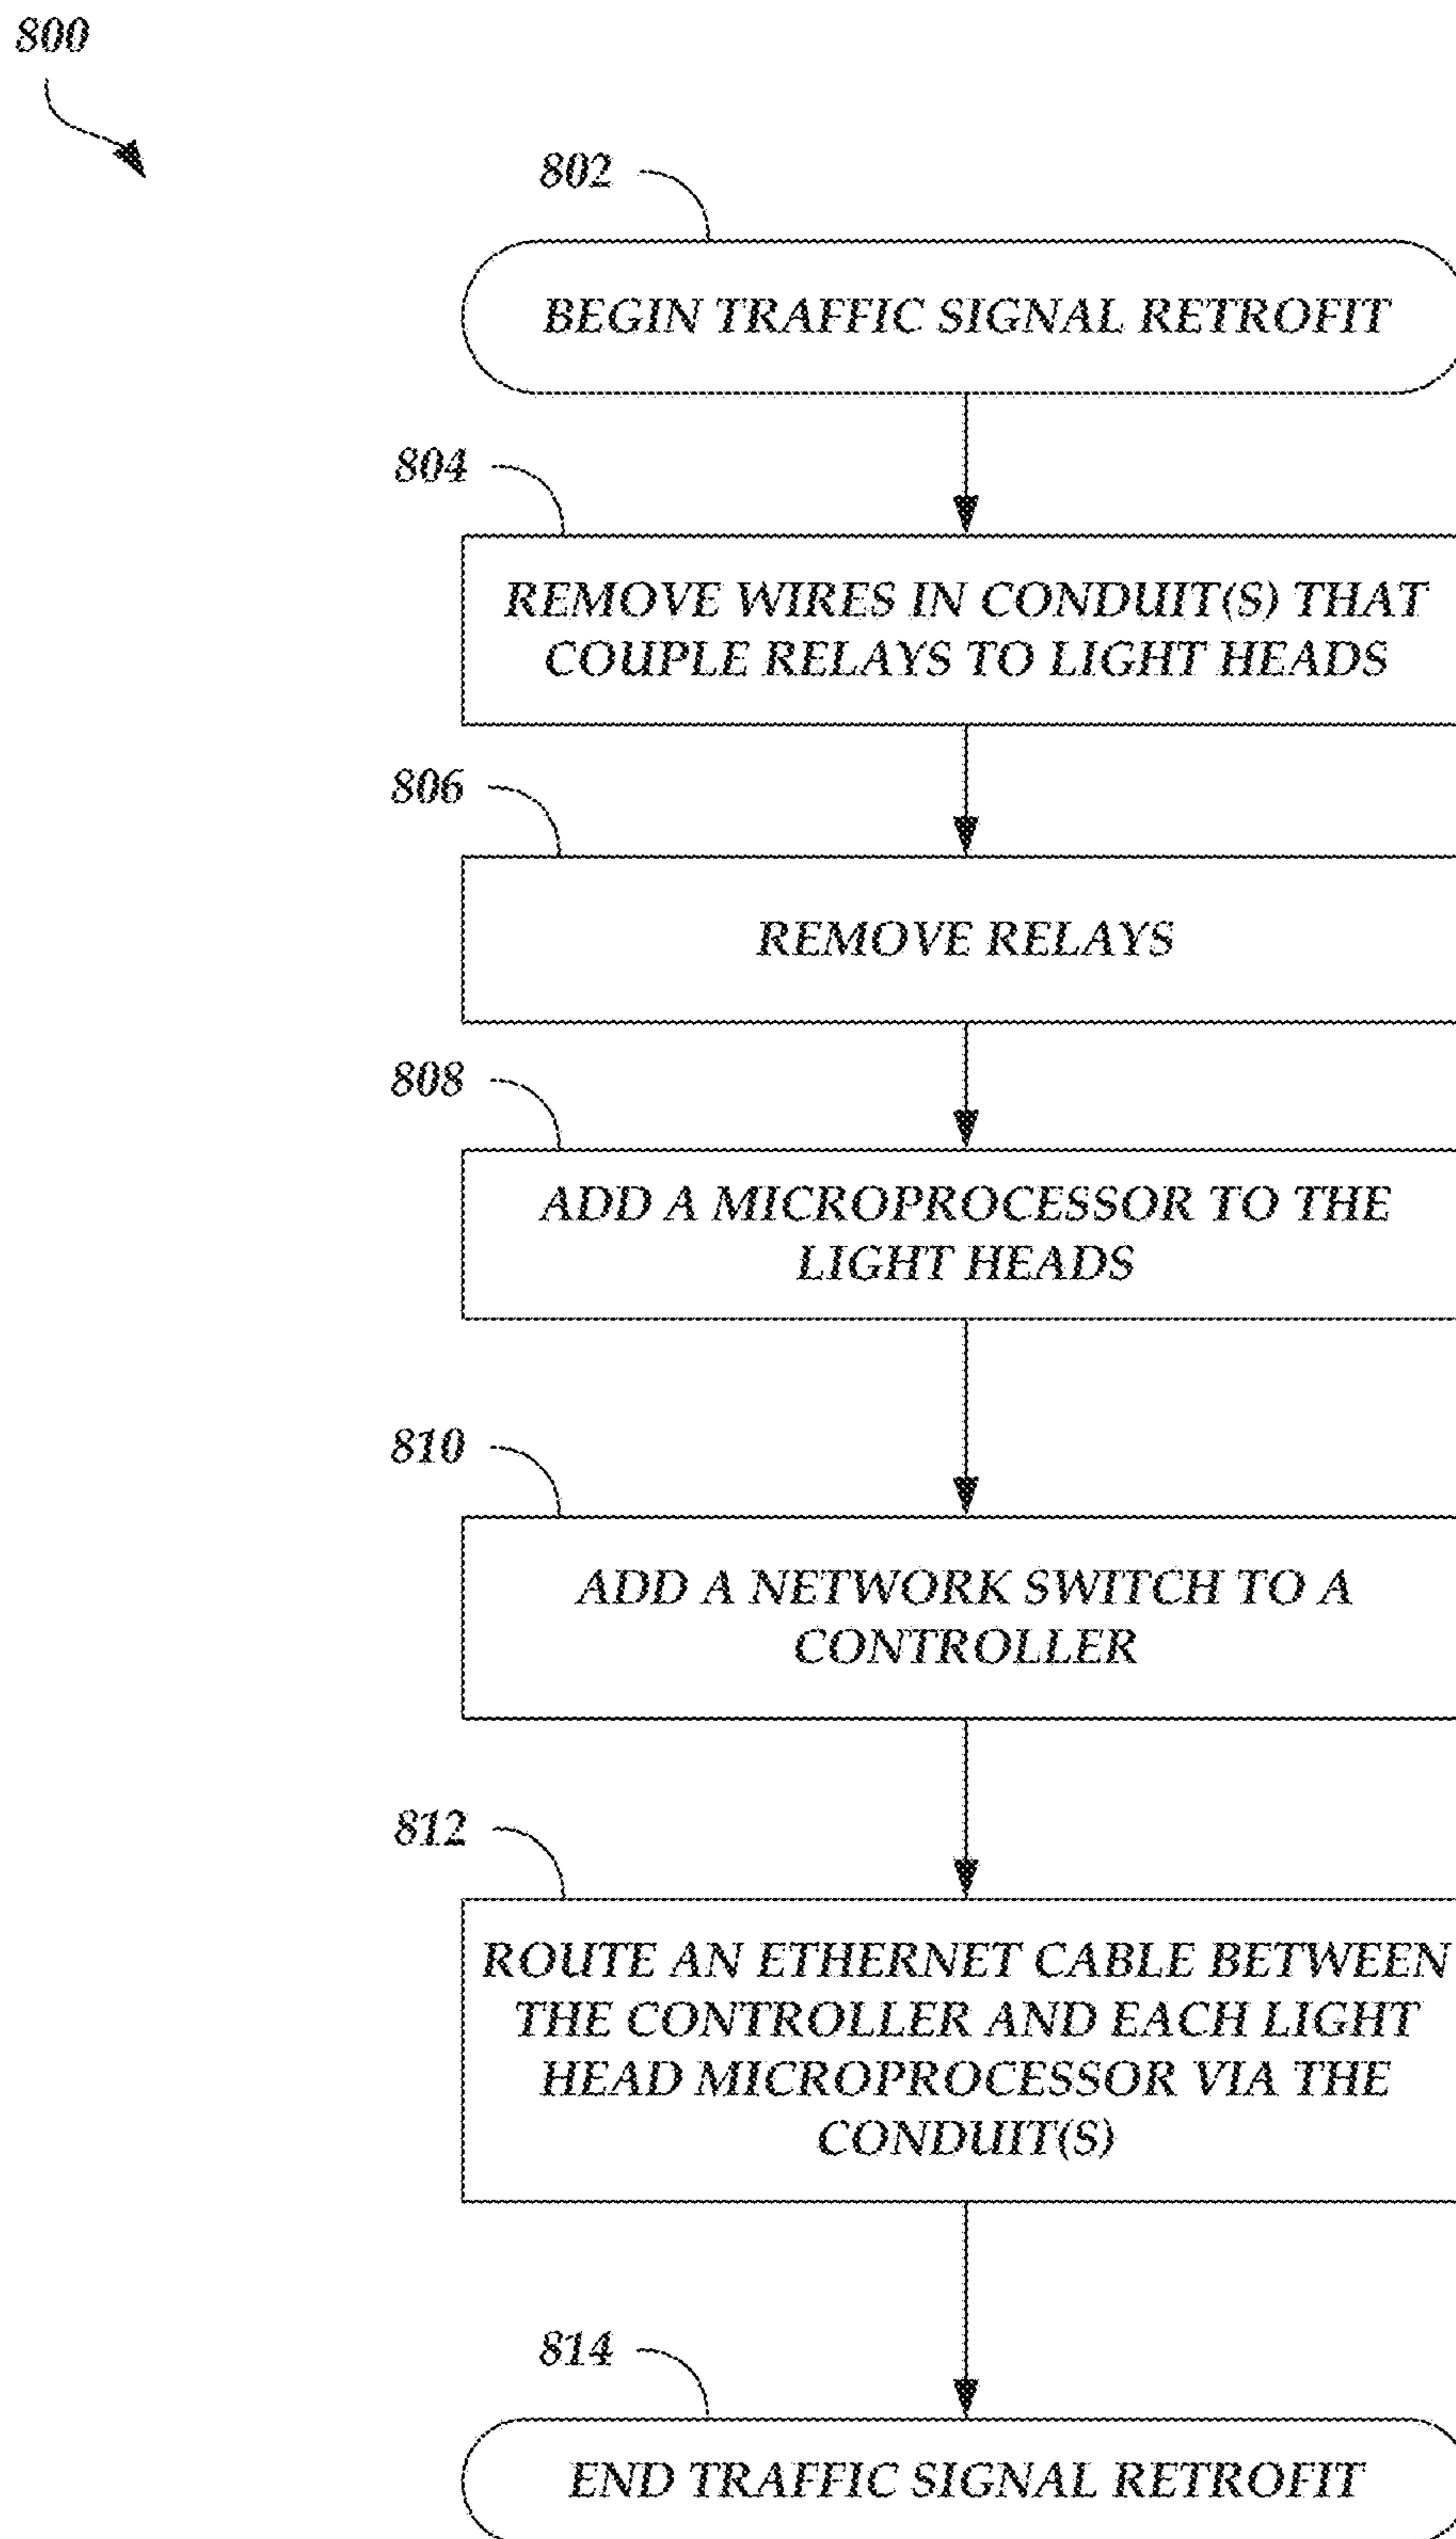 800
802
BEGIN TRAFFIC SIGNAL RETROFIT
804
REMOVE WIRES IN CONDUIT(S) THAT
COUPLE RELAYS TO LIGHT HEADS
806
REMOVE RELAYS
808
ADD A MICROPROCESSOR TO THE
LIGHT HEADS
810
ADD A NETWORK SWITCH TO A
CONTROLLER
812
ROUTE AN ETHERNET CABLE BETWEEN
THE CONTROLLER AND EACH LIGHT
HEAD MICROPROCESSOR VIA THE
CONDUIT(S)
814
END TRAFFIC SIGNAL RETROFIT